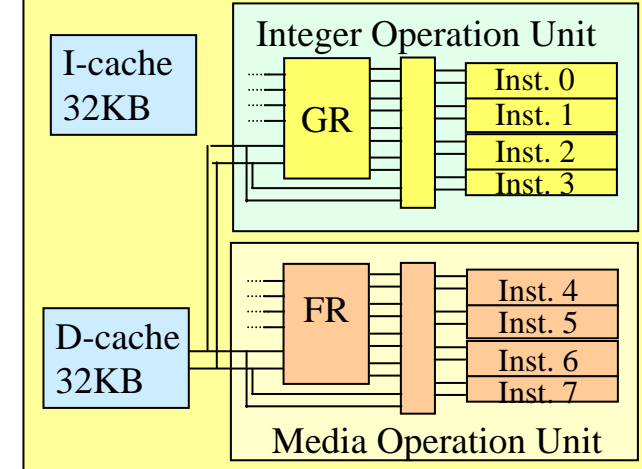 Integer Operation Unit
I-cache
32KB
GR
Inst. 0
Inst. 1
Inst. 2
Inst. 3
D-cache
32KB
FR
Inst. 4
Inst. 5
Inst. 6
Inst. 7
Media Operation Unit